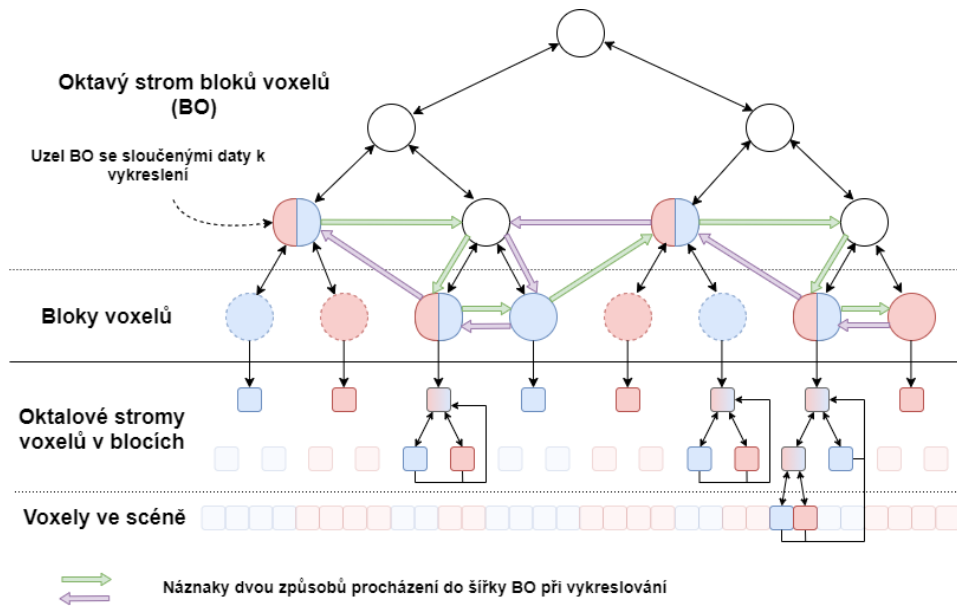 Oktavý strom bloků voxelů
(BO)
Uzel BO se sloučenými daty k
vykreslení
Bloky voxelů
Oktalové stromy
voxelů v blocích
Voxely ve scéně
Náznaky dvou způsobů procházení do šířky BO při vykreslování